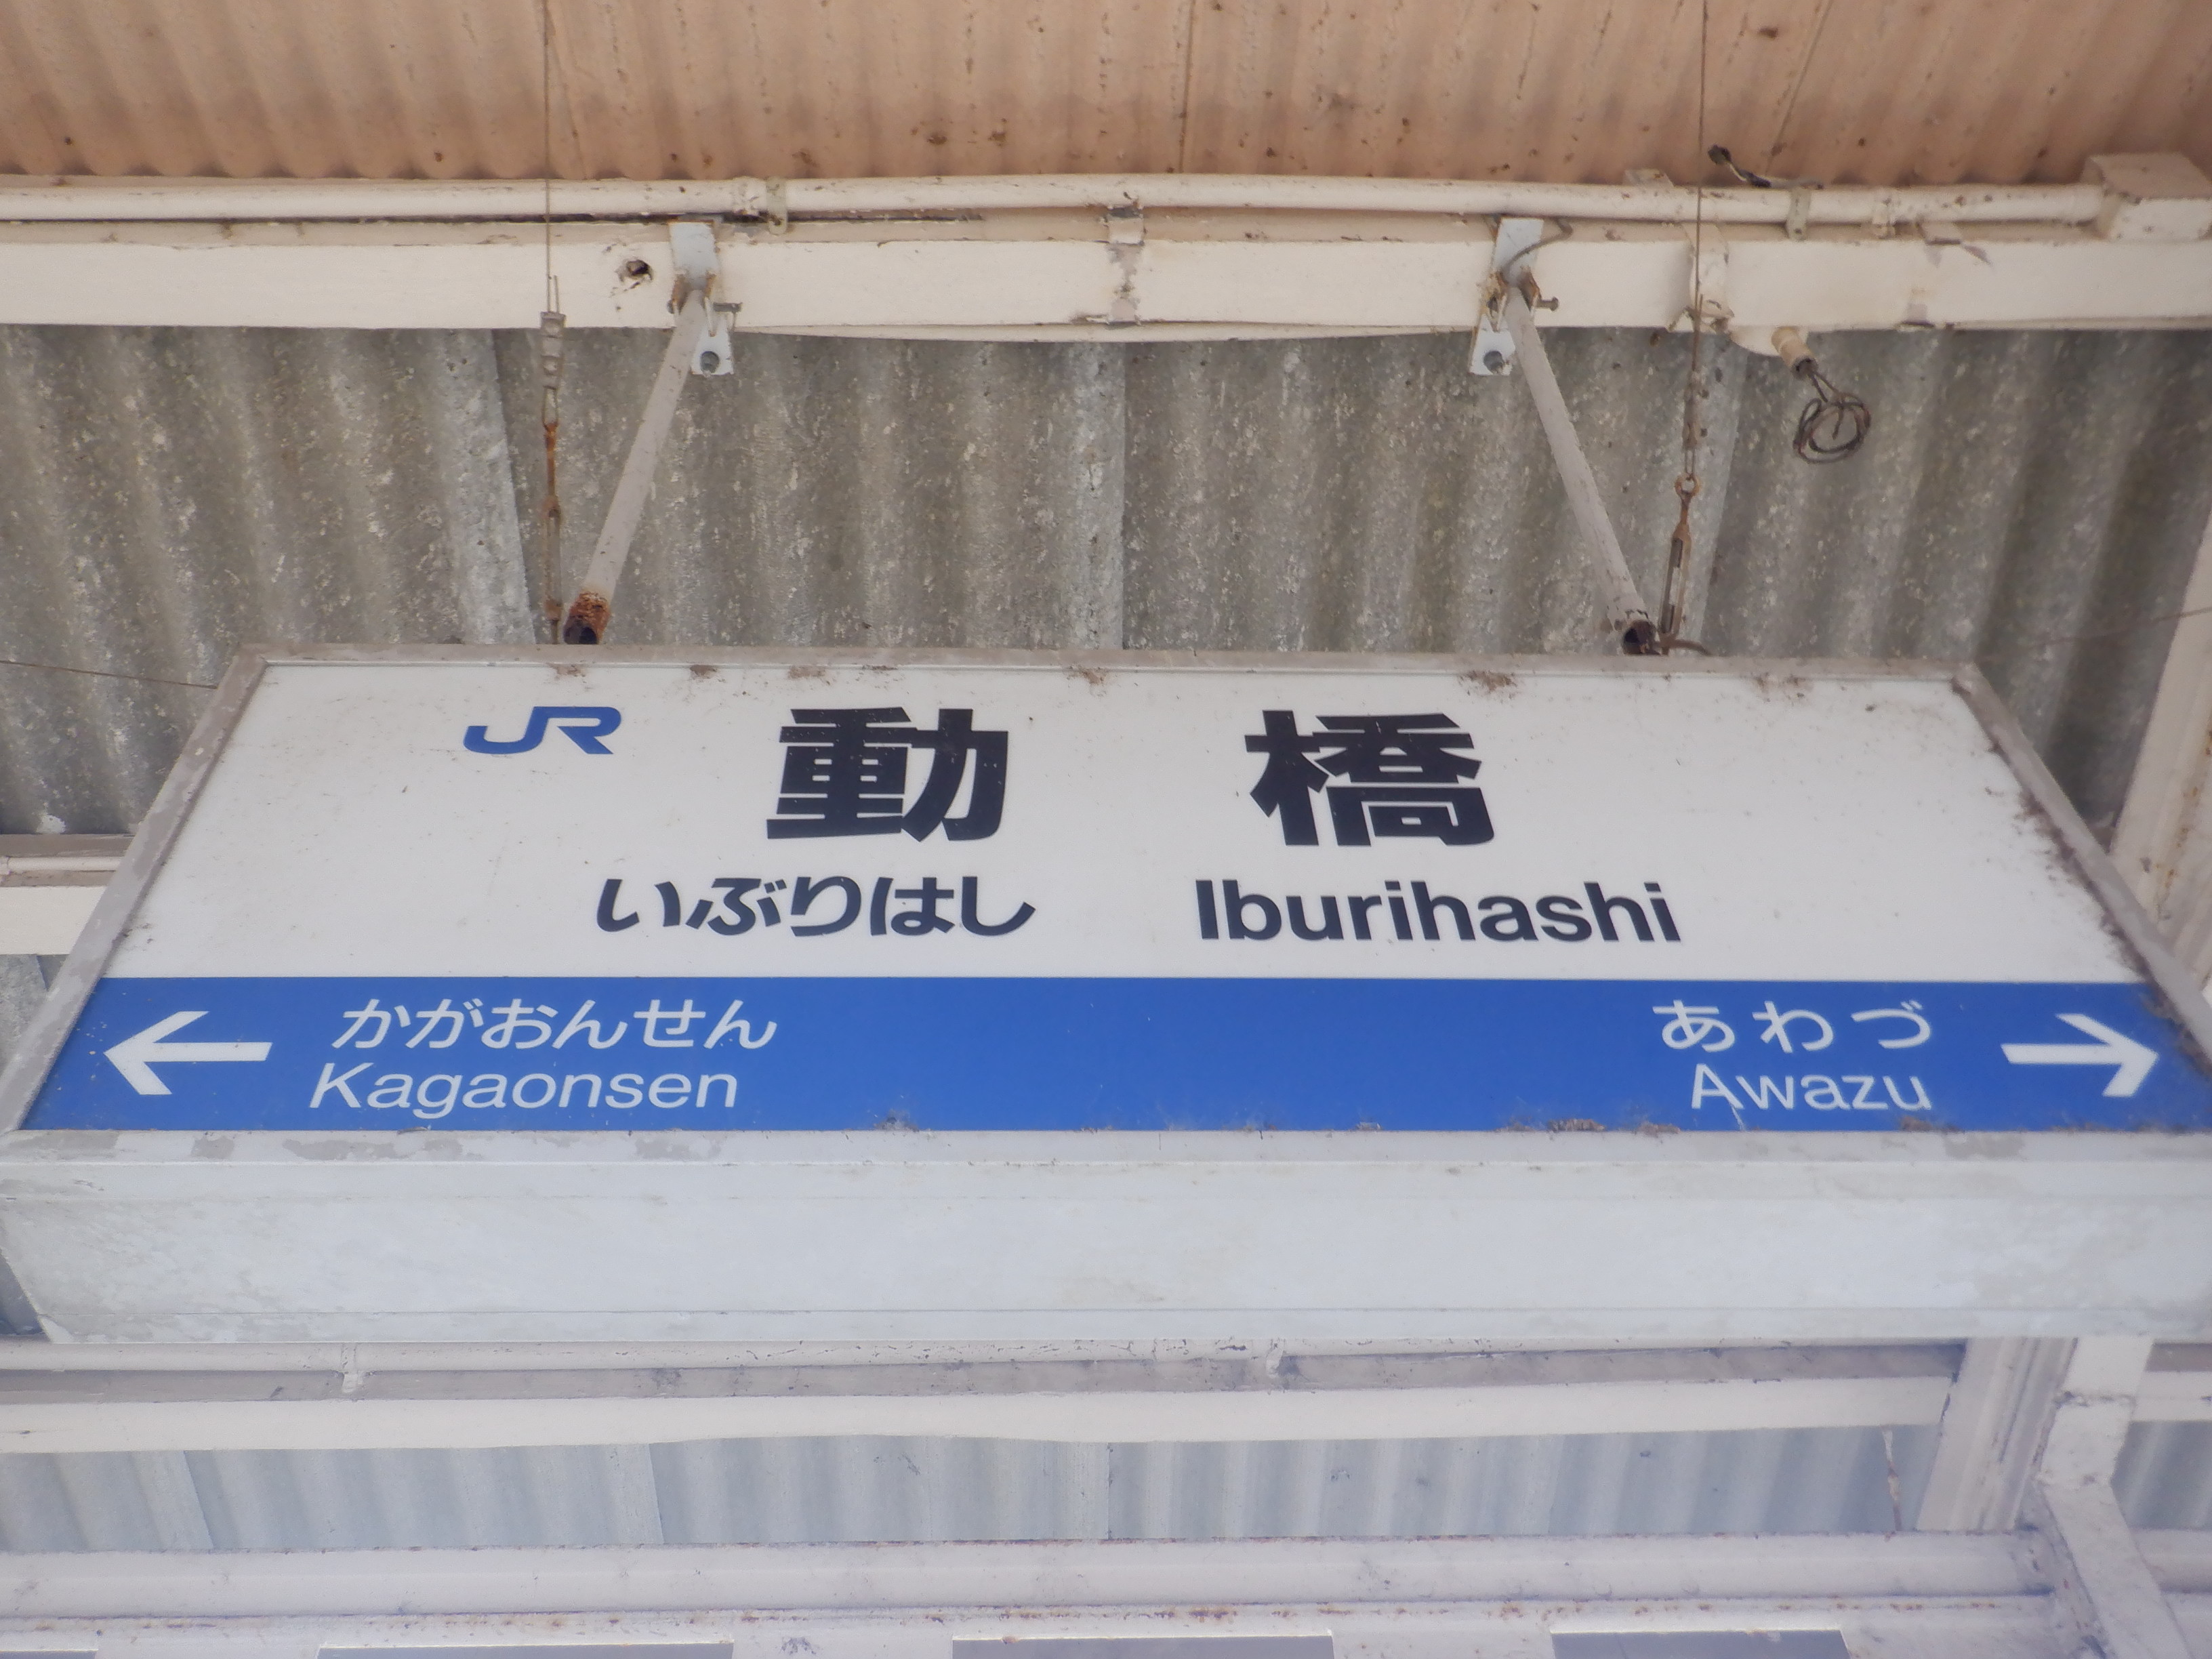 JR 動橋
いぶりはし Iburihashi
← かがおんせん あわづ →
Kagaonsen Awazu